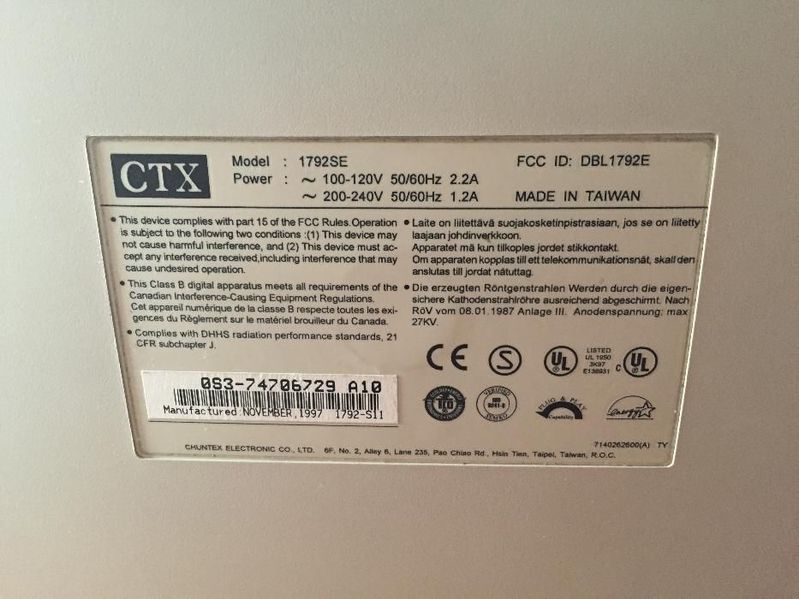 CTX
Model : 1792SE
Power : ~ 100-120V 50/60Hz 2.2A
~ 200-240V 50/60Hz 1.2A
FCC ID: DBL1792E
MADE IN TAIWAN
• This device complies with part 15 of the FCC Rules. Operation
is subject to the following two conditions :(1) This device may
not cause harmful interference, and (2) This device must ac-
cept any interference received,including interference that may
cause undesired operation.
• This Class B digital apparatus meets all requirements of the
Canadian Interference-Causing Equipment Regulations.
Cet appareil numérique de la classe B respecte toutes les exi-
gences du Règlement sur le matériel brouilleur du Canada.
• Complies with DHHS radiation performance standards, 21
CFR subchapter J.
• Laite on liitettävä suojakosketinpistrasiaan, jos se on liitetty
laajaan johdinverkkoon.
Apparatet må kun tilkoples jordet stikkontakt.
Om apparaten kopplas till ett telekommunikationsnät, skall den
anslutas till jordat nätuttag.
• Die erzeugten Röntgenstrahlen Werden durch die eigen-
sichere Kathodenstrahlröhre ausreichend abgeschirmt. Nach
RöV vom 08.01.1987 Anlage III. Anodenspannung: max
27KV.
0S3-74706729 A10
Manufactured:NOVEMBER,1997 1792-S11
CE
S
UL
LISTED
UL 1950
3K97
E138931
c UL
PLUG & PLAY
Capability
energy
7140262600(A) TY
CHUNTEX ELECTRONIC CO., LTD. 6F, No. 2, Alley 6, Lane 235, Pao Chiao Rd., Hsin Tien, Taipei, Taiwan, R.O.C.